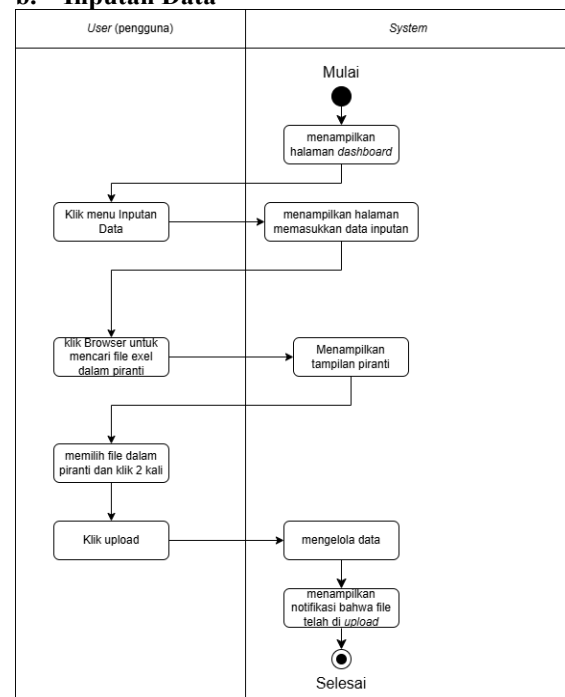 b. Inputan Data
User (pengguna)
System
Mulai
menampilkan
halaman dashboard
Klik menu Inputan
Data
menampilkan halaman
memasukkan data inputan
klik Browser untuk
mencari file exel
dalam piranti
Menampilkan
tampilan piranti
memilih file dalam
piranti dan klik 2 kali
Klik upload
mengelola data
menampilkan
notifikasi bahwa file
telah di upload
Selesai